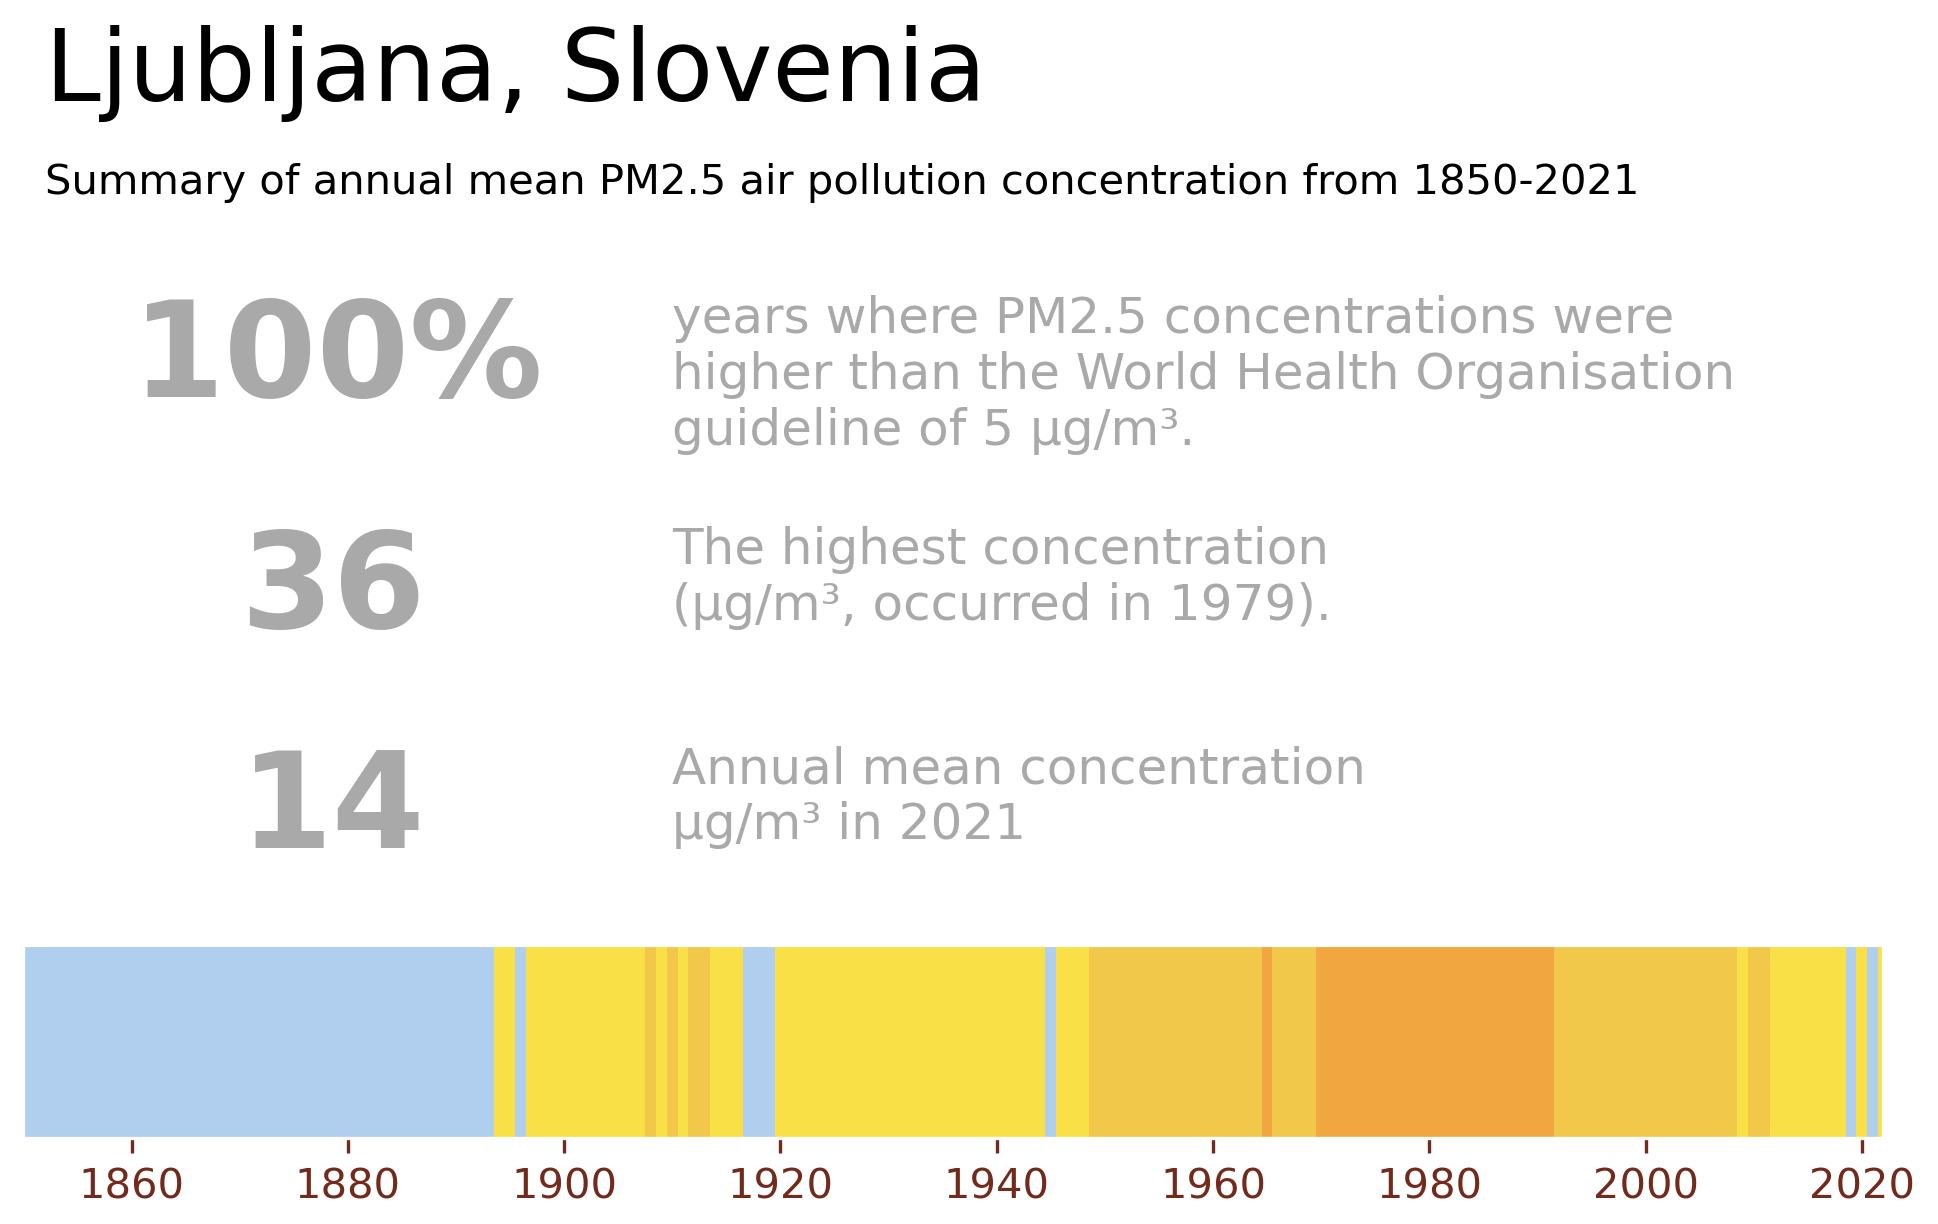 Ljubljana, Slovenia
Summary of annual mean PM2.5 air pollution concentration from 1850-2021
100%
years where PM2.5 concentrations were
higher than the World Health Organisation
guideline of 5 µg/m³.
36
The highest concentration
(µg/m³, occurred in 1979).
14
Annual mean concentration
µg/m³ in 2021
1860 1880 1900 1920 1940 1960 1980 2000 2020